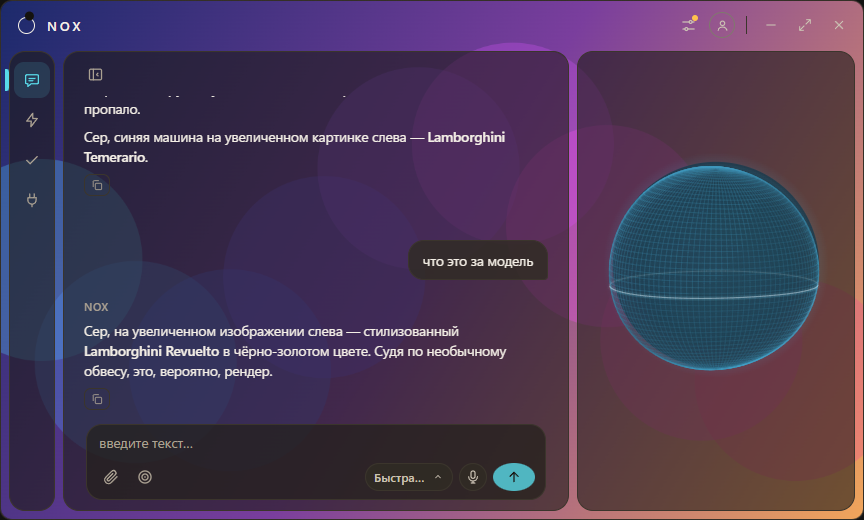 NOX
пропало.
Сер, синяя машина на увеличенном картинке слева — Lamborghini
Temerario.
что это за модель
NOX
Сер, на увеличенном изображении слева — стилизованный
Lamborghini Revuelto в чёрно-золотом цвете. Судя по необычному
обвесу, это, вероятно, рендер.
введите текст...
Быстра...